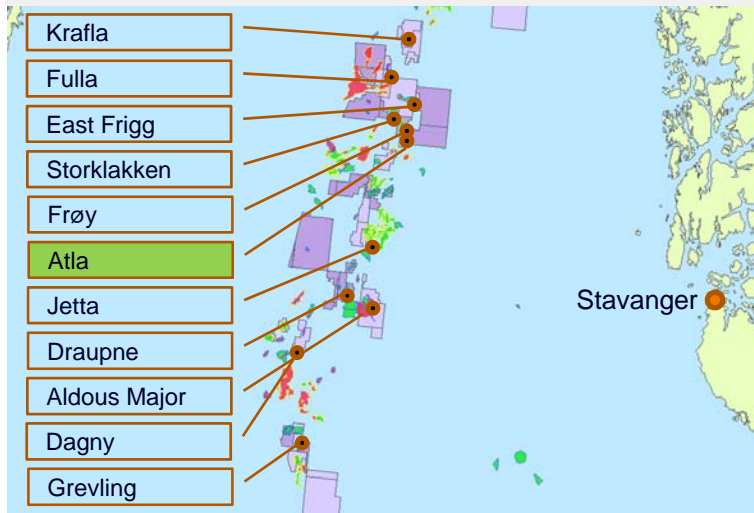 Krafla
Fulla
East Frigg
Storklakken
Frøy
Atla
Jetta
Draupne
Aldous Major
Dagny
Grevling
Stavanger